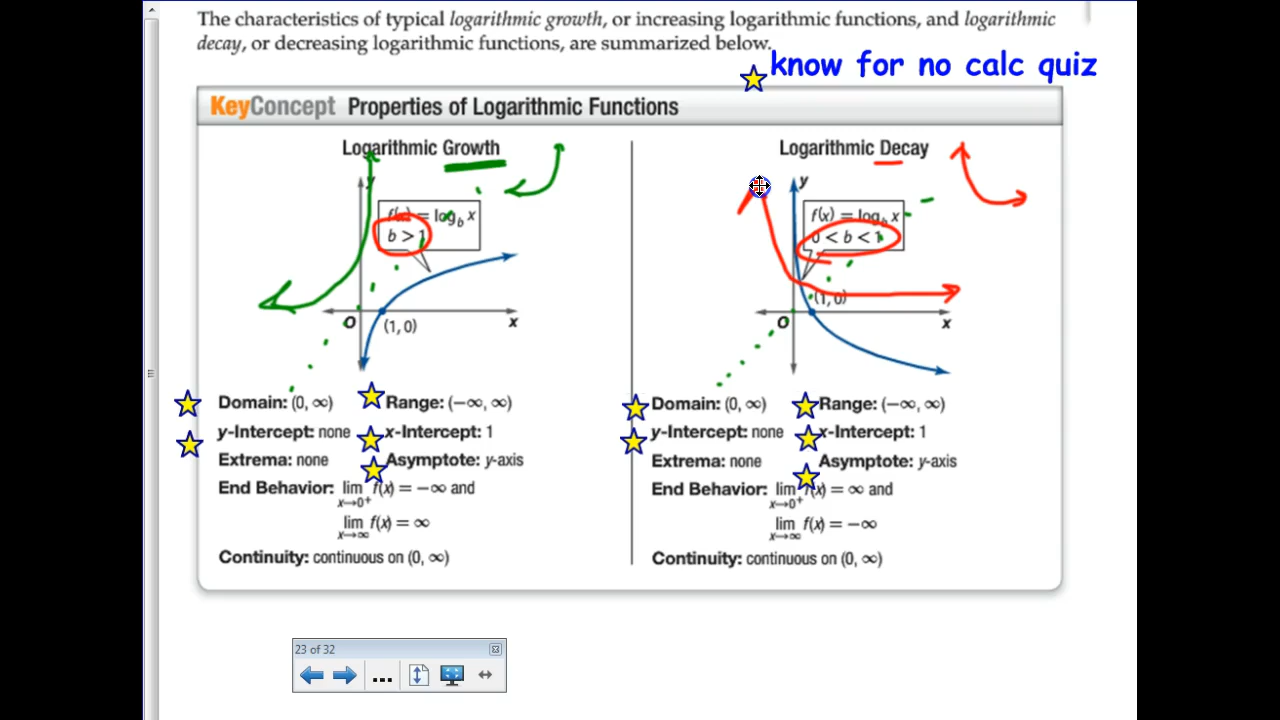 The characteristics of typical logarithmic growth, or increasing logarithmic functions, and logarithmic
decay, or decreasing logarithmic functions, are summarized below.
know for no calc quiz
KeyConcept Properties of Logarithmic Functions
Logarithmic Growth
y
f(x) = log_b x
b > 1
O
(1, 0)
x
Domain: (0, ∞) Range: (−∞, ∞)
y-Intercept: none x-Intercept: 1
Extrema: none Asymptote: y-axis
End Behavior: lim f(x) = −∞ and
x→0⁺
lim f(x) = ∞
x→∞
Continuity: continuous on (0, ∞)
Logarithmic Decay
y
f(x) = log_b x
0 < b < 1
(1, 0)
O
x
Domain: (0, ∞) Range: (−∞, ∞)
y-Intercept: none x-Intercept: 1
Extrema: none Asymptote: y-axis
End Behavior: lim f(x) = ∞ and
x→0⁺
lim f(x) = −∞
x→∞
Continuity: continuous on (0, ∞)
23 of 32